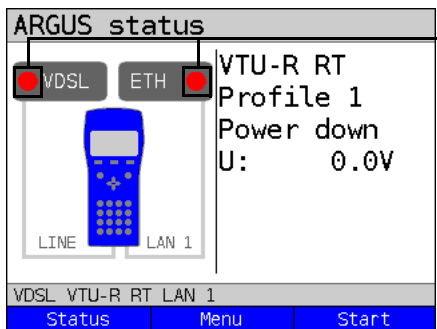 ARGUS status
VDSL ETH
VTU-R RT
Profile 1
Power down
U: 0.0V
LINE LAN 1
VDSL VTU-R RT LAN 1
Status Menu Start